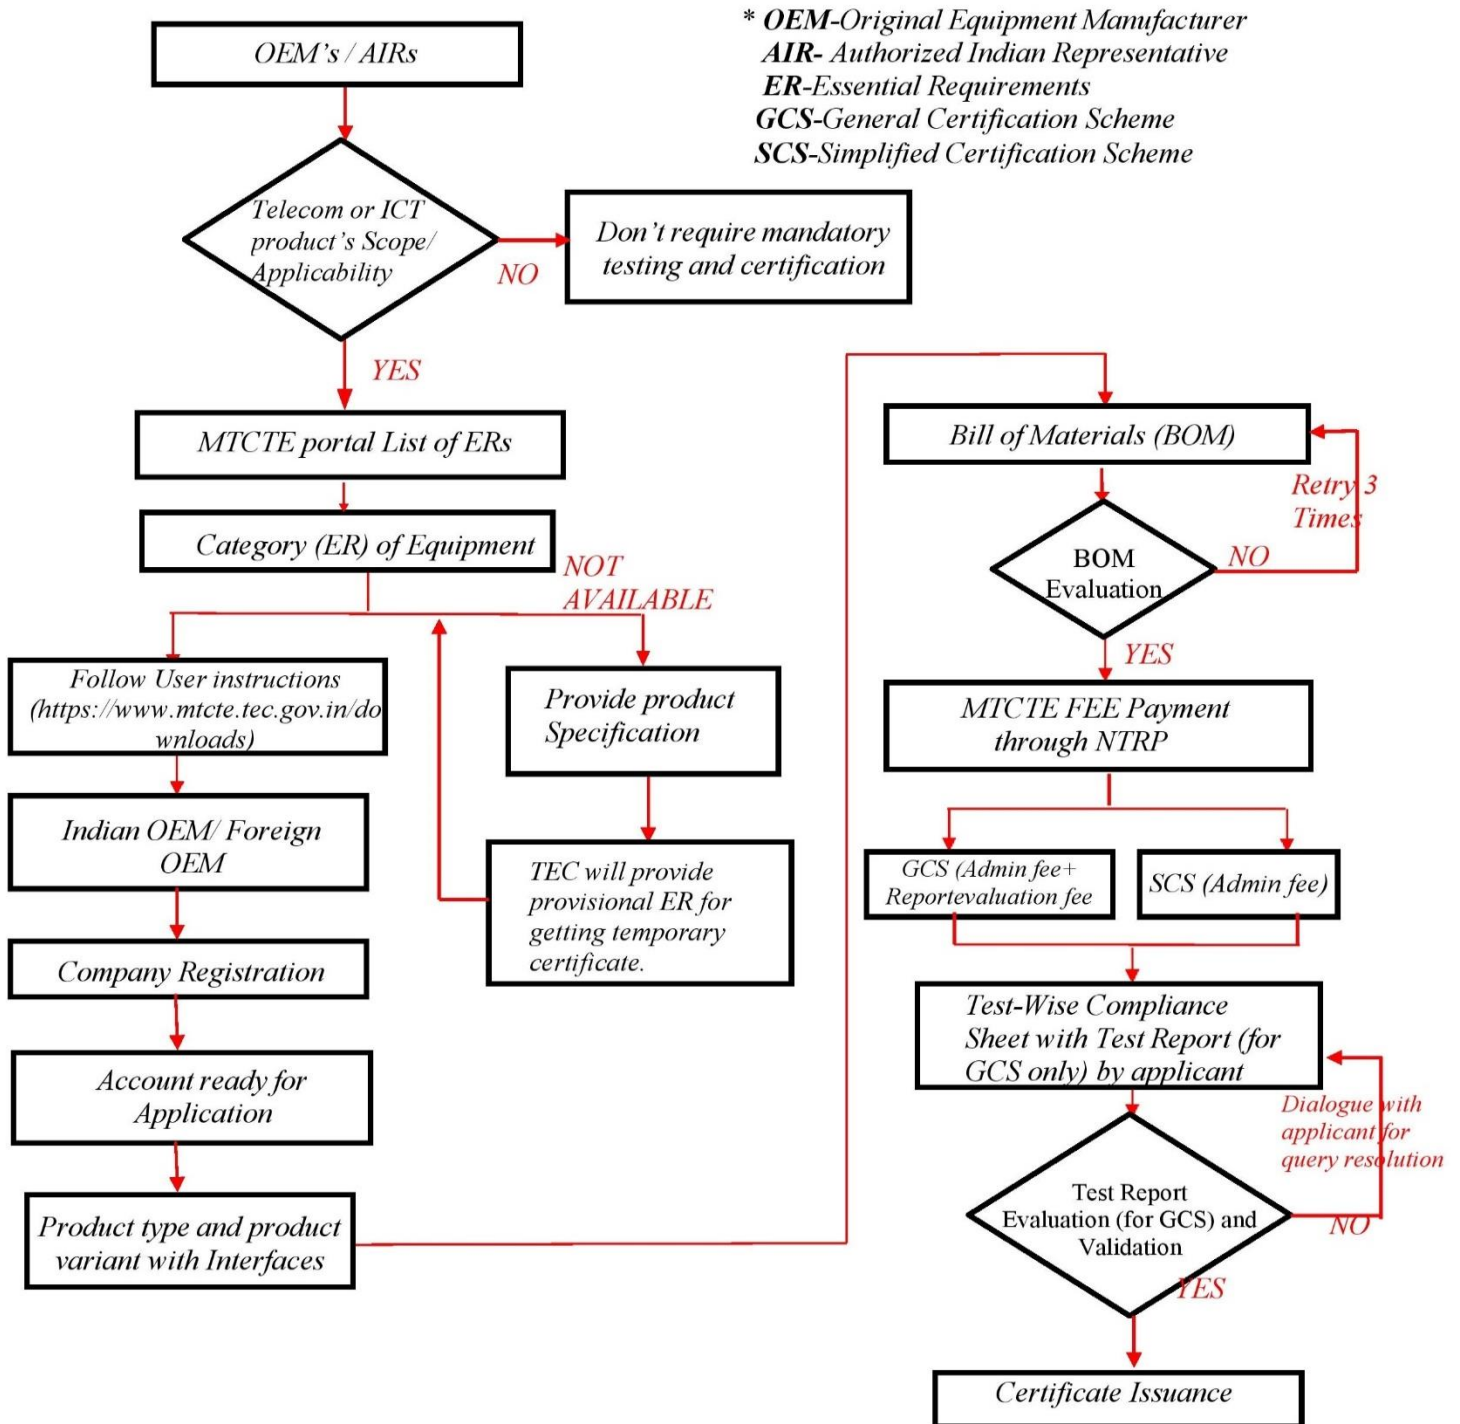 * OEM-Original Equipment Manufacturer
AIR- Authorized Indian Representative
ER-Essential Requirements
GCS-General Certification Scheme
SCS-Simplified Certification Scheme
OEM's / AIRs
Telecom or ICT
product's Scope/
Applicability
NO
Don't require mandatory
testing and certification
YES
MTCTE portal List of ERs
Category (ER) of Equipment
NOT
AVAILABLE
Follow User instructions
(https://www.mtcte.tec.gov.in/do
wnloads)
Provide product
Specification
TEC will provide
provisional ER for
getting temporary
certificate.
Indian OEM/ Foreign
OEM
Company Registration
Account ready for
Application
Product type and product
variant with Interfaces
Bill of Materials (BOM)
Retry 3
Times
BOM
Evaluation
NO
YES
MTCTE FEE Payment
through NTRP
GCS (Admin fee+
Reportevaluation fee
SCS (Admin fee)
Test-Wise Compliance
Sheet with Test Report (for
GCS only) by applicant
Dialogue with
applicant for
query resolution
Test Report
Evaluation (for GCS) and
Validation
NO
YES
Certificate Issuance